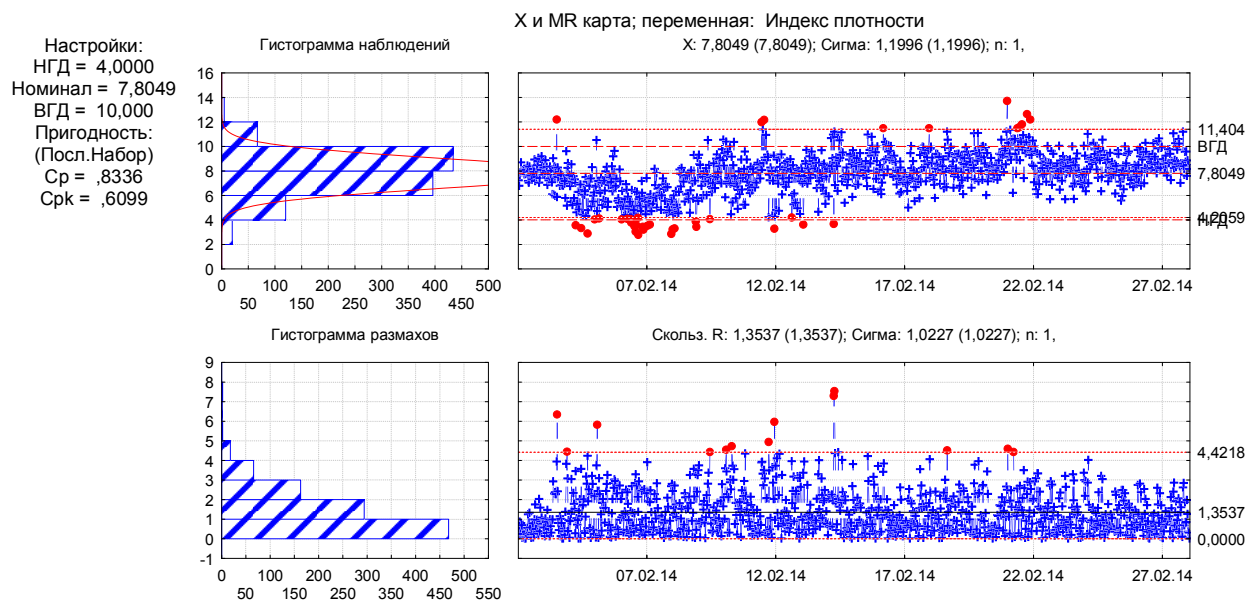 X и MR карта; переменная: Индекс плотности
Настройки:
НГД = 4,0000
Номинал = 7,8049
ВГД = 10,000
Пригодность:
(Посл.Набор)
Cp = ,8336
Cpk = ,6099
Гистограмма наблюдений
16
14
12
10
8
6
4
2
0
0 100 200 300 400 500
50 150 250 350 450
X: 7,8049 (7,8049); Сигма: 1,1996 (1,1996); n: 1,
11,404
ВГД
7,8049
4,2059
НГД
07.02.14 12.02.14 17.02.14 22.02.14 27.02.14
Гистограмма размахов
9
8
7
6
5
4
3
2
1
0
-1
0 100 200 300 400 500
50 150 250 350 450 550
Скольз. R: 1,3537 (1,3537); Сигма: 1,0227 (1,0227); n: 1,
4,4218
1,3537
0,0000
07.02.14 12.02.14 17.02.14 22.02.14 27.02.14